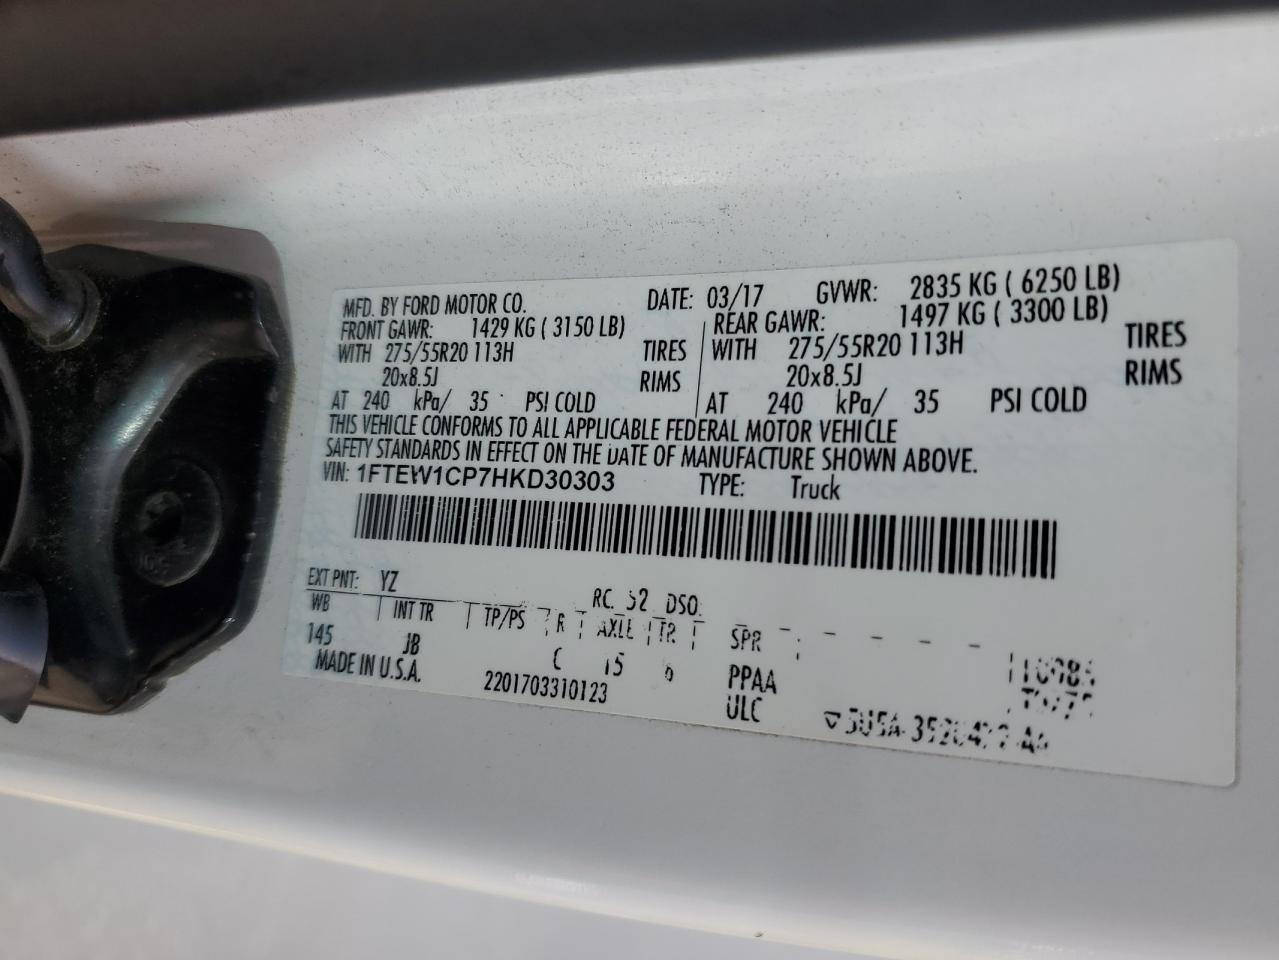 MFD. BY FORD MOTOR CO. DATE: 03/17 GVWR: 2835 KG ( 6250 LB)
FRONT GAWR: 1429 KG ( 3150 LB) REAR GAWR: 1497 KG ( 3300 LB)
WITH 275/55R20 113H TIRES WITH 275/55R20 113H TIRES
20x8.5J RIMS 20x8.5J RIMS
AT 240 kPa/ 35 PSI COLD AT 240 kPa/ 35 PSI COLD
THIS VEHICLE CONFORMS TO ALL APPLICABLE FEDERAL MOTOR VEHICLE
SAFETY STANDARDS IN EFFECT ON THE DATE OF MANUFACTURE SHOWN ABOVE.
VIN: 1FTEW1CP7HKD30303 TYPE: Truck
EXT PNT: YZ RC: 52 DSO:
WB INT TR TP/PS R AXLE TR SPR
145 JB C 15 6 PPAA
MADE IN U.S.A. 2201703310123 ULC